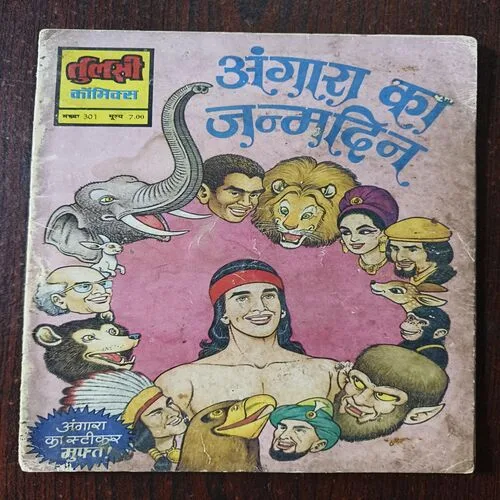 तुलसी
कॉमिक्स
संख्या 301 मूल्य 7.00
अंगारा का
जन्मदिन
अंगारा
का स्टीकर
मुफ्त!